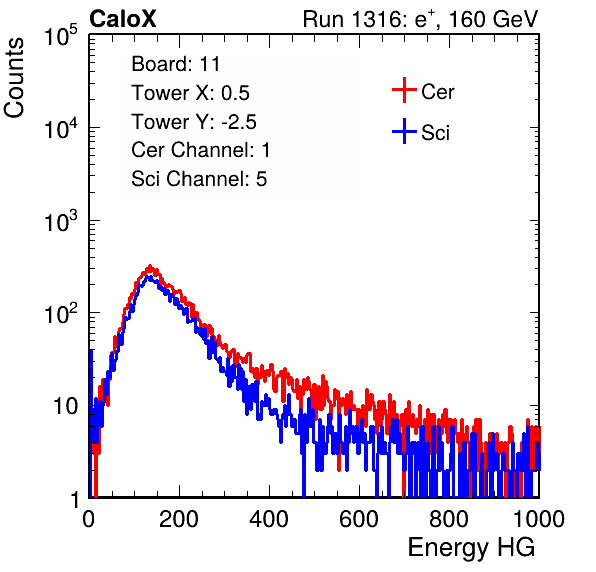 CaloX Run 1316: e⁺, 160 GeV
Counts
10⁵
10⁴
10³
10²
10
1
Board: 11
Tower X: 0.5
Tower Y: -2.5
Cer Channel: 1
Sci Channel: 5
Cer
Sci
0 200 400 600 800 1000
Energy HG